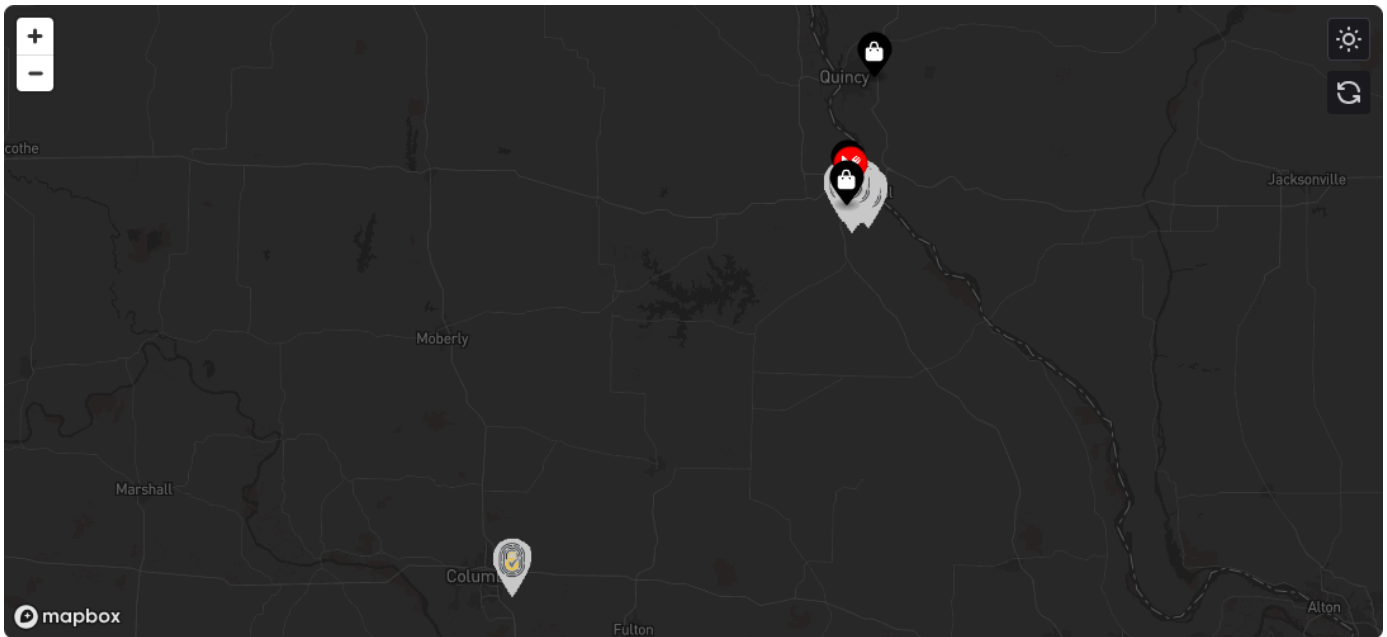 +
Quincy
cothe
Jacksonville
l
Moberly
Marshall
Colum
mapbox
Alton
Fulton